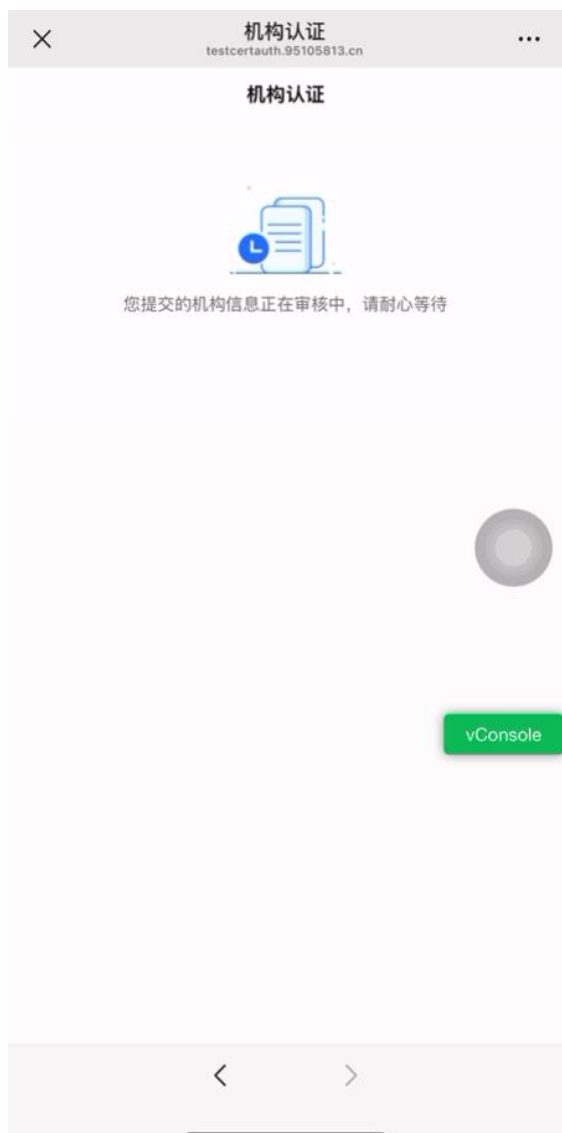 机构认证
testcertauth.95105813.cn
机构认证
您提交的机构信息正在审核中，请耐心等待
vConsole